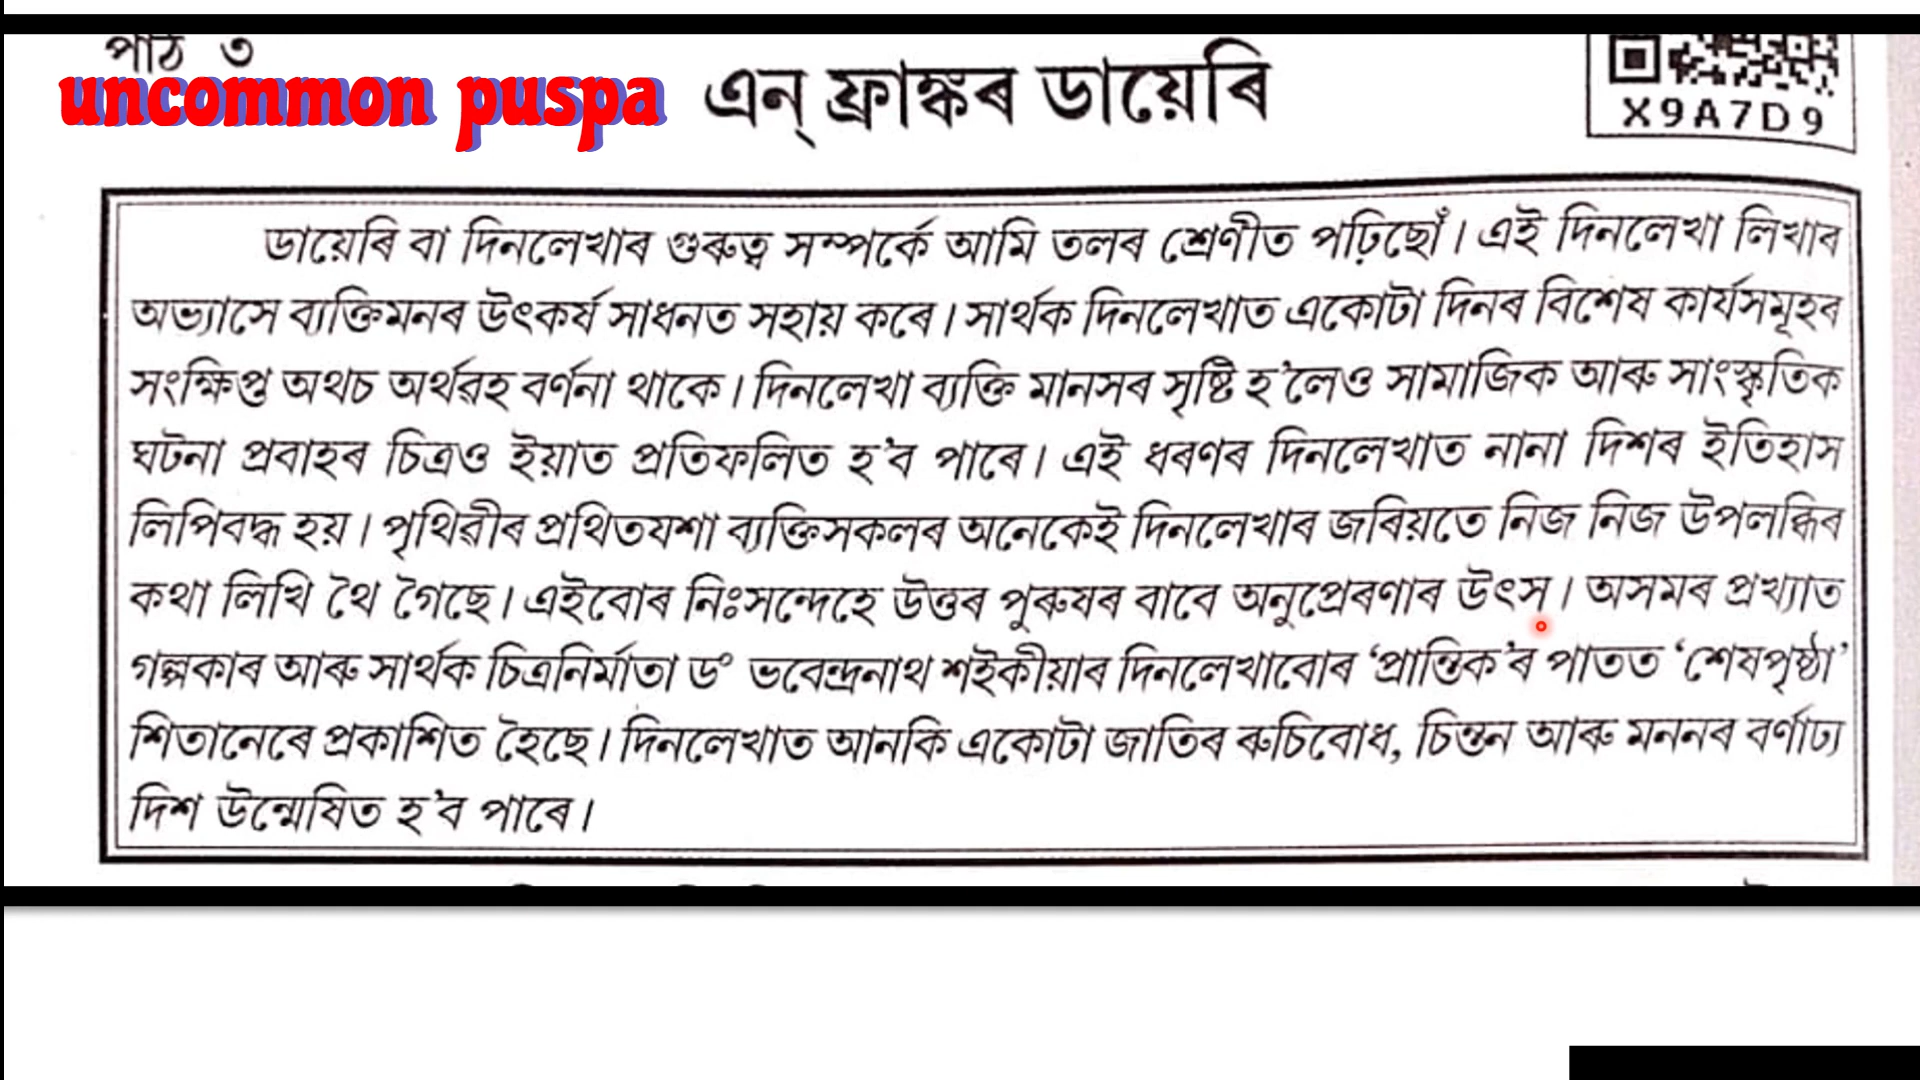 পাঠ ৩
uncommon puspa
এন্ ফ্ৰাঙ্কৰ ডায়েৰি
X9A7D9
ডায়েৰি বা দিনলেখাৰ গুৰুত্ব সম্পৰ্কে আমি তলৰ শ্ৰেণীত পঢ়িছোঁ। এই দিনলেখা লিখাৰ
অভ্যাসে ব্যক্তিমনৰ উৎকৰ্ষ সাধনত সহায় কৰে। সাৰ্থক দিনলেখাত একোটা দিনৰ বিশেষ কাৰ্যসমূহৰ
সংক্ষিপ্ত অথচ অৰ্থৱহ বৰ্ণনা থাকে। দিনলেখা ব্যক্তি মানসৰ সৃষ্টি হ'লেও সামাজিক আৰু সাংস্কৃতিক
ঘটনা প্ৰবাহৰ চিত্ৰও ইয়াত প্ৰতিফলিত হ'ব পাৰে। এই ধৰণৰ দিনলেখাত নানা দিশৰ ইতিহাস
লিপিবদ্ধ হয়। পৃথিৱীৰ প্ৰথিতযশা ব্যক্তিসকলৰ অনেকেই দিনলেখাৰ জৰিয়তে নিজ নিজ উপলব্ধিৰ
কথা লিখি থৈ গৈছে। এইবোৰ নিঃসন্দেহে উত্তৰ পুৰুষৰ বাবে অনুপ্ৰেৰণাৰ উৎস। অসমৰ প্ৰখ্যাত
গল্পকাৰ আৰু সাৰ্থক চিত্ৰনিৰ্মাতা ড° ভবেন্দ্ৰনাথ শইকীয়াৰ দিনলেখাবোৰ ‘প্ৰান্তিক’ৰ পাতত ‘শেষপৃষ্ঠা’
শিতানেৰে প্ৰকাশিত হৈছে। দিনলেখাত আনকি একোটা জাতিৰ ৰুচিবোধ, চিন্তন আৰু মননৰ বৰ্ণাঢ্য
দিশ উন্মেষিত হ'ব পাৰে।